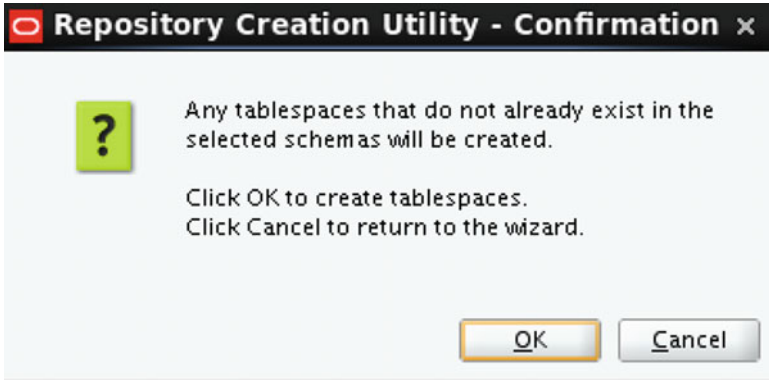 Repository Creation Utility - Confirmation
Any tablespaces that do not already exist in the
selected schemas will be created.
Click OK to create tablespaces.
Click Cancel to return to the wizard.
OK
Cancel